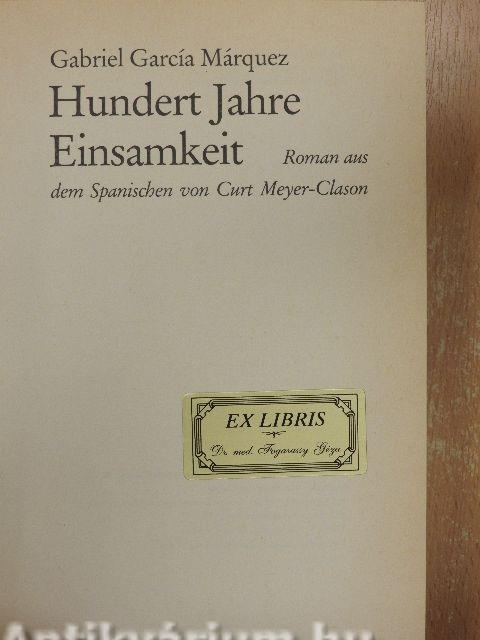 Gabriel García Márquez
Hundert Jahre
Einsamkeit Roman aus
dem Spanischen von Curt Meyer-Clason
EX LIBRIS
Dr. med. Fogarassy Géza
Antikvárium.hu